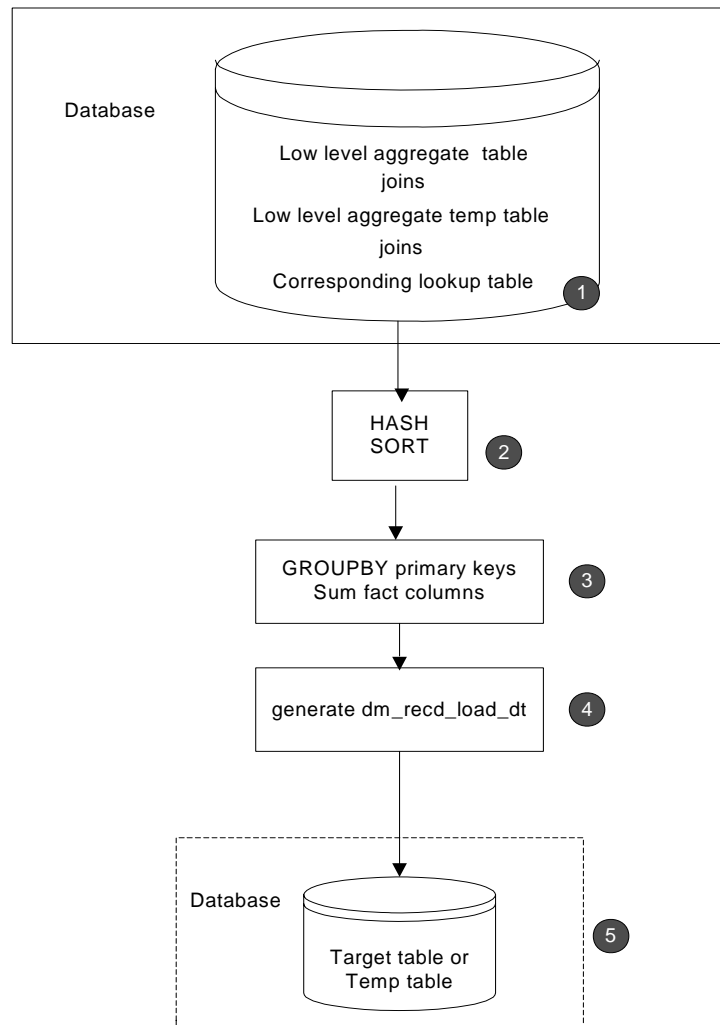 Database
Low level aggregate table
joins
Low level aggregate temp table
joins
Corresponding lookup table
1
HASH
SORT
2
GROUPBY primary keys
Sum fact columns
3
generate dm_recd_load_dt
4
Database
Target table or
Temp table
5